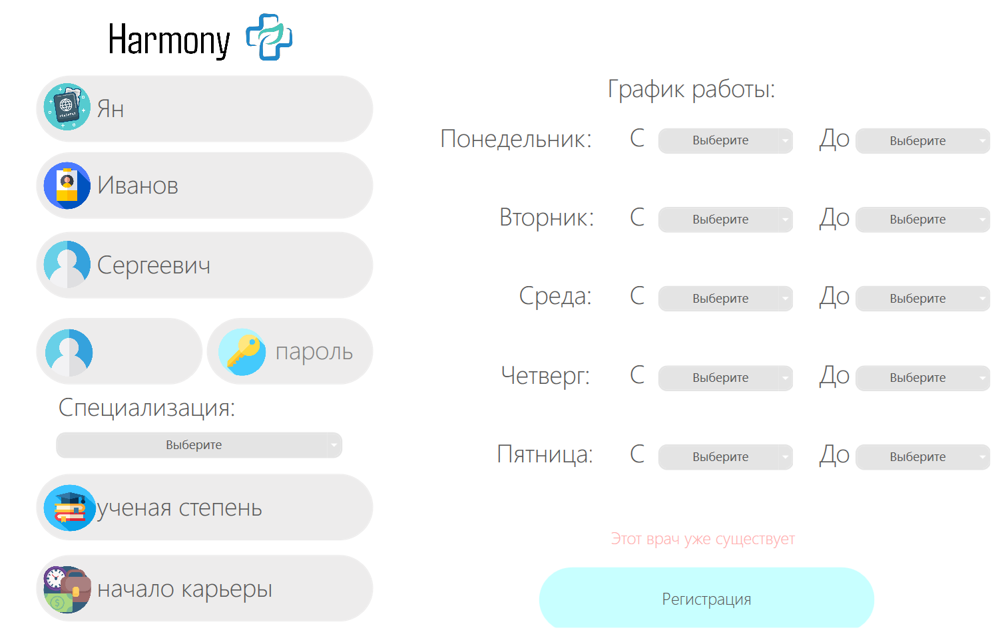 Harmony
Ян
Иванов
Сергеевич
пароль
Специализация:
Выберите
ученая степень
начало карьеры
График работы:
Понедельник: С Выберите До Выберите
Вторник: С Выберите До Выберите
Среда: С Выберите До Выберите
Четверг: С Выберите До Выберите
Пятница: С Выберите До Выберите
Этот врач уже существует
Регистрация